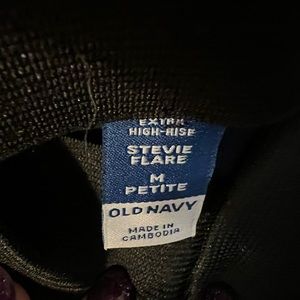 EXTRA
HIGH-RISE
STEVIE
FLARE
M
PETITE
OLD NAVY
MADE IN
CAMBODIA